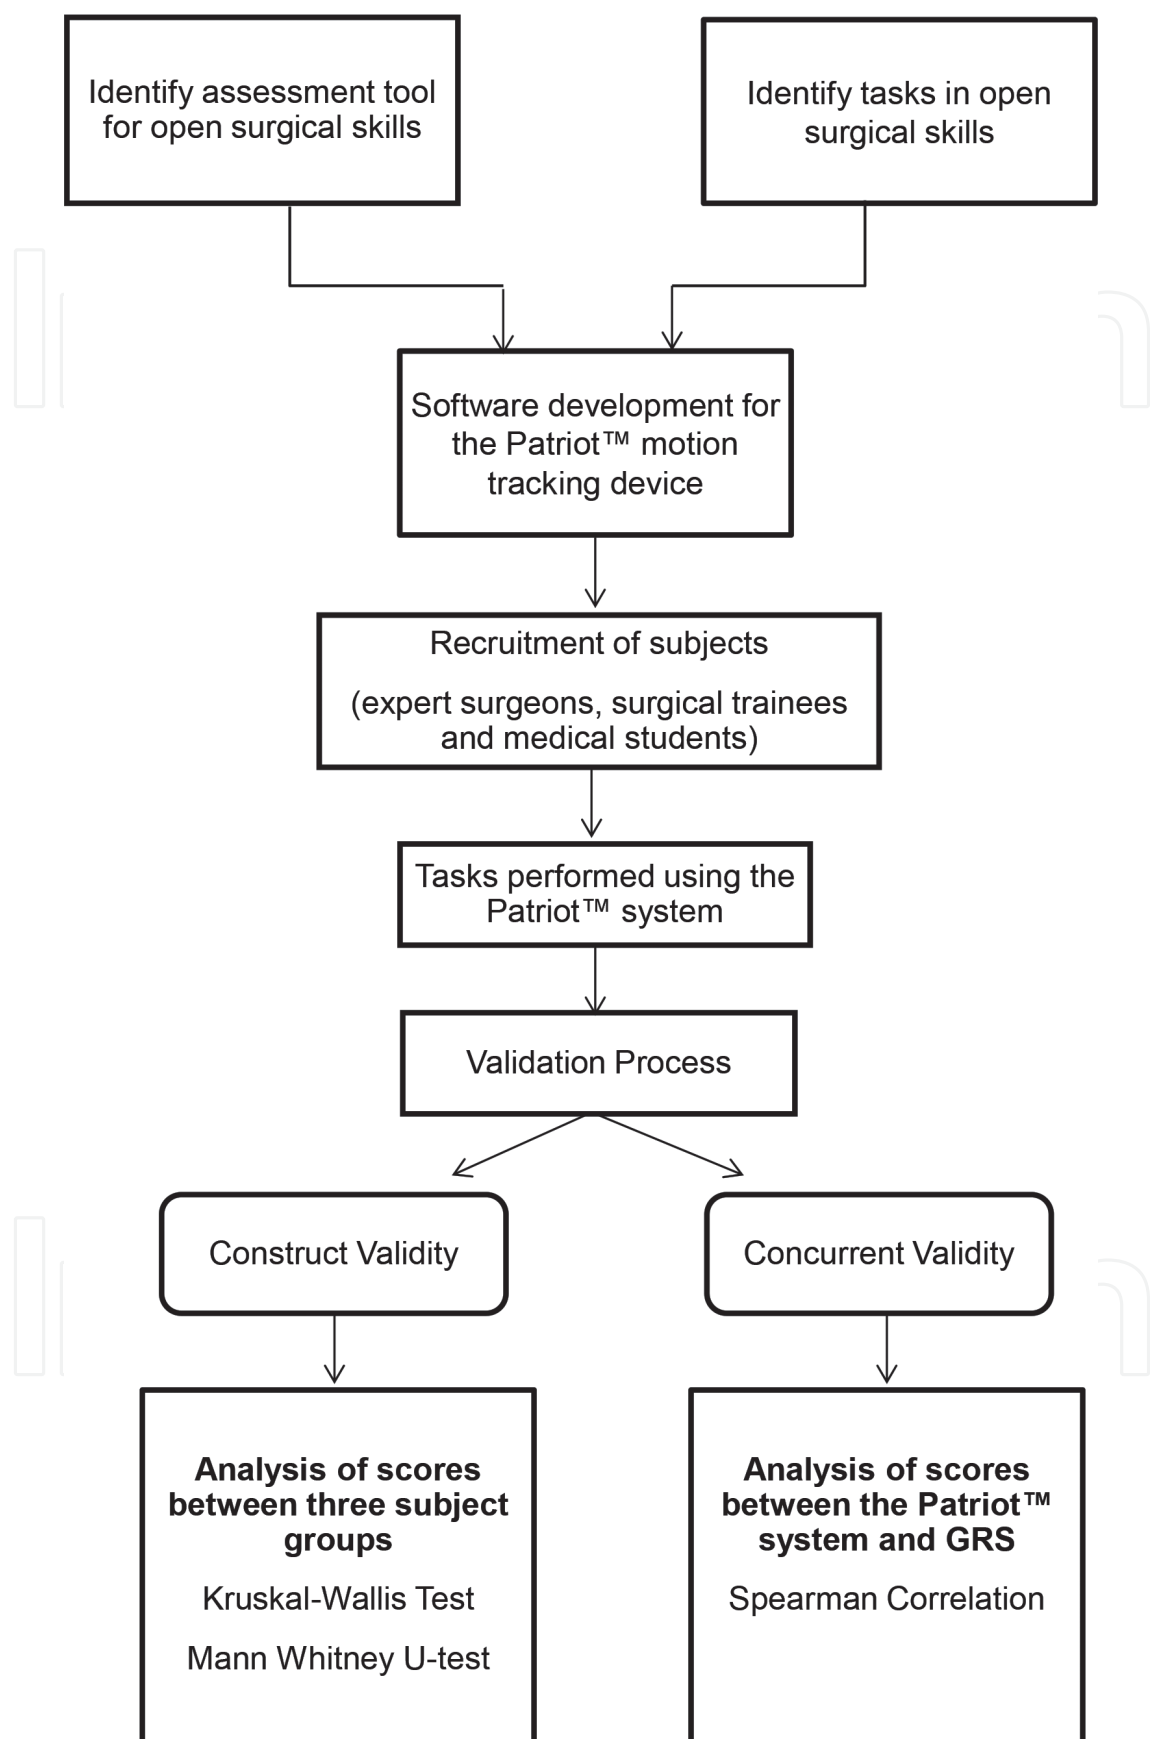 Identify assessment tool
for open surgical skills
Identify tasks in open
surgical skills
Software development for
the Patriot™ motion
tracking device
Recruitment of subjects
(expert surgeons, surgical trainees
and medical students)
Tasks performed using the
Patriot™ system
Validation Process
Construct Validity
Concurrent Validity
Analysis of scores
between three subject
groups
Kruskal-Wallis Test
Mann Whitney U-test
Analysis of scores
between the Patriot™
system and GRS
Spearman Correlation